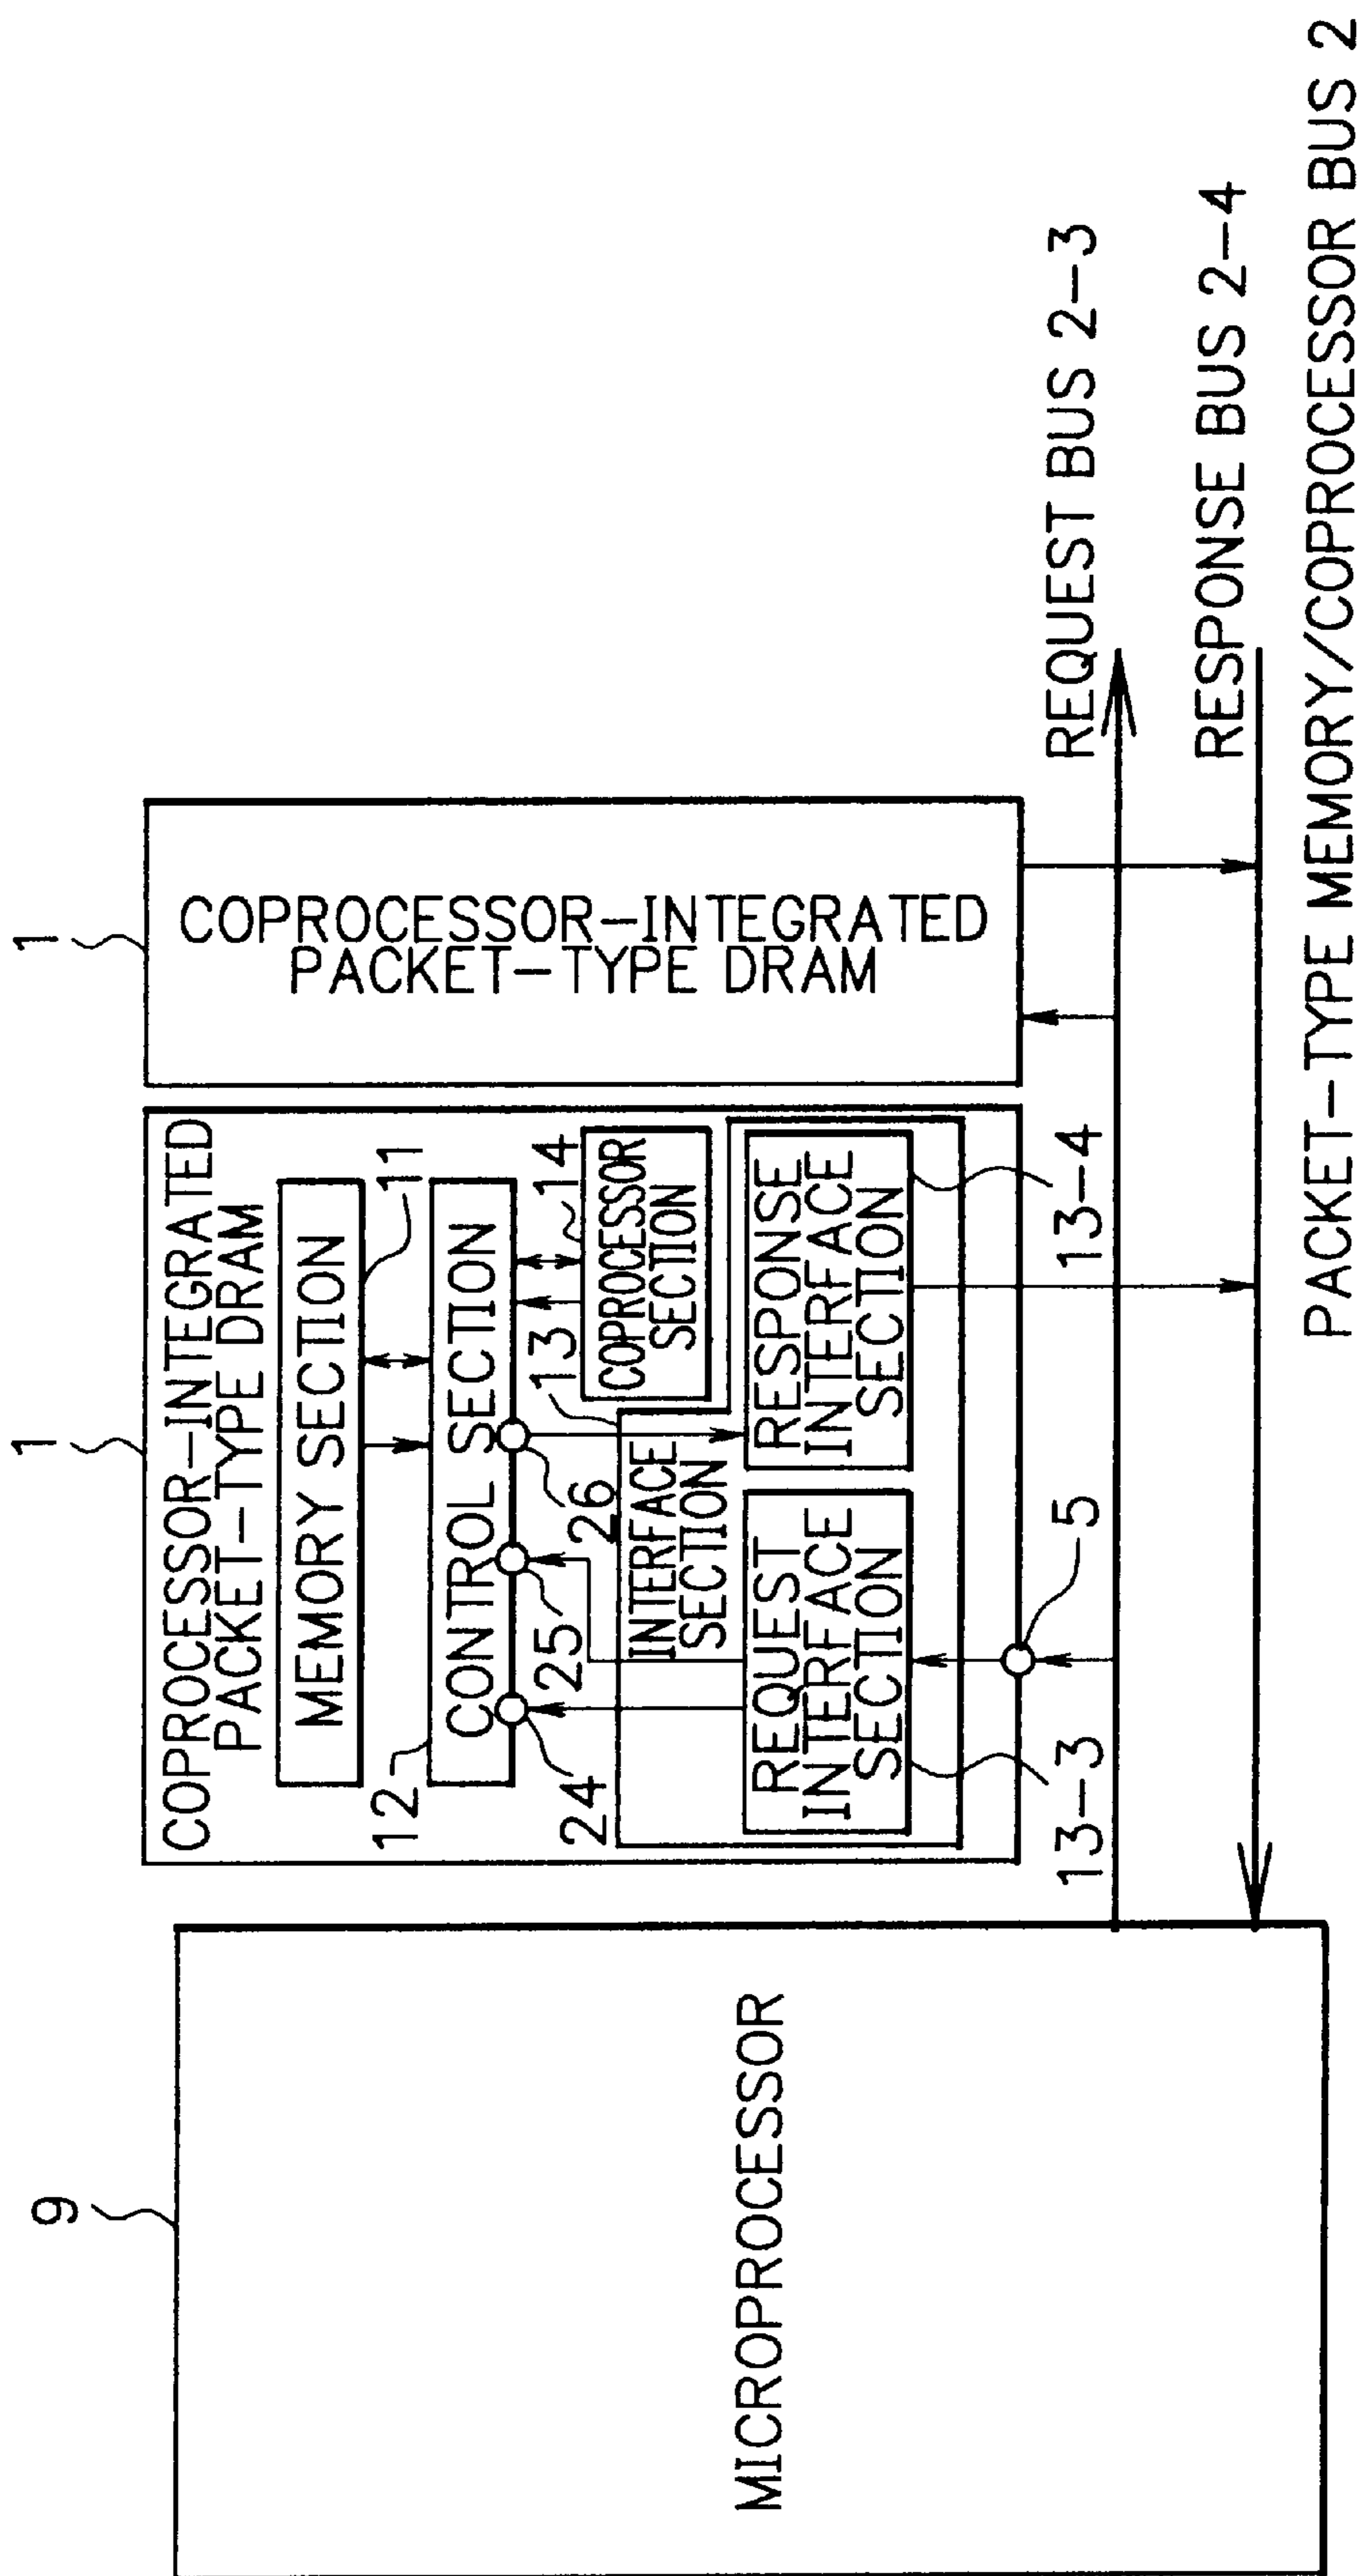 9
MICROPROCESSOR
1
COPROCESSOR-INTEGRATED
PACKET-TYPE DRAM
MEMORY SECTION
11
12
CONTROL SECTION
24
25
26
13
14
COPROCESSOR
SECTION
INTERFACE
SECTION
REQUEST
INTERFACE
SECTION
RESPONSE
INTERFACE
SECTION
13-3
5
13-4
1
COPROCESSOR-INTEGRATED
PACKET-TYPE DRAM
REQUEST BUS 2-3
RESPONSE BUS 2-4
PACKET-TYPE MEMORY/COPROCESSOR BUS 2